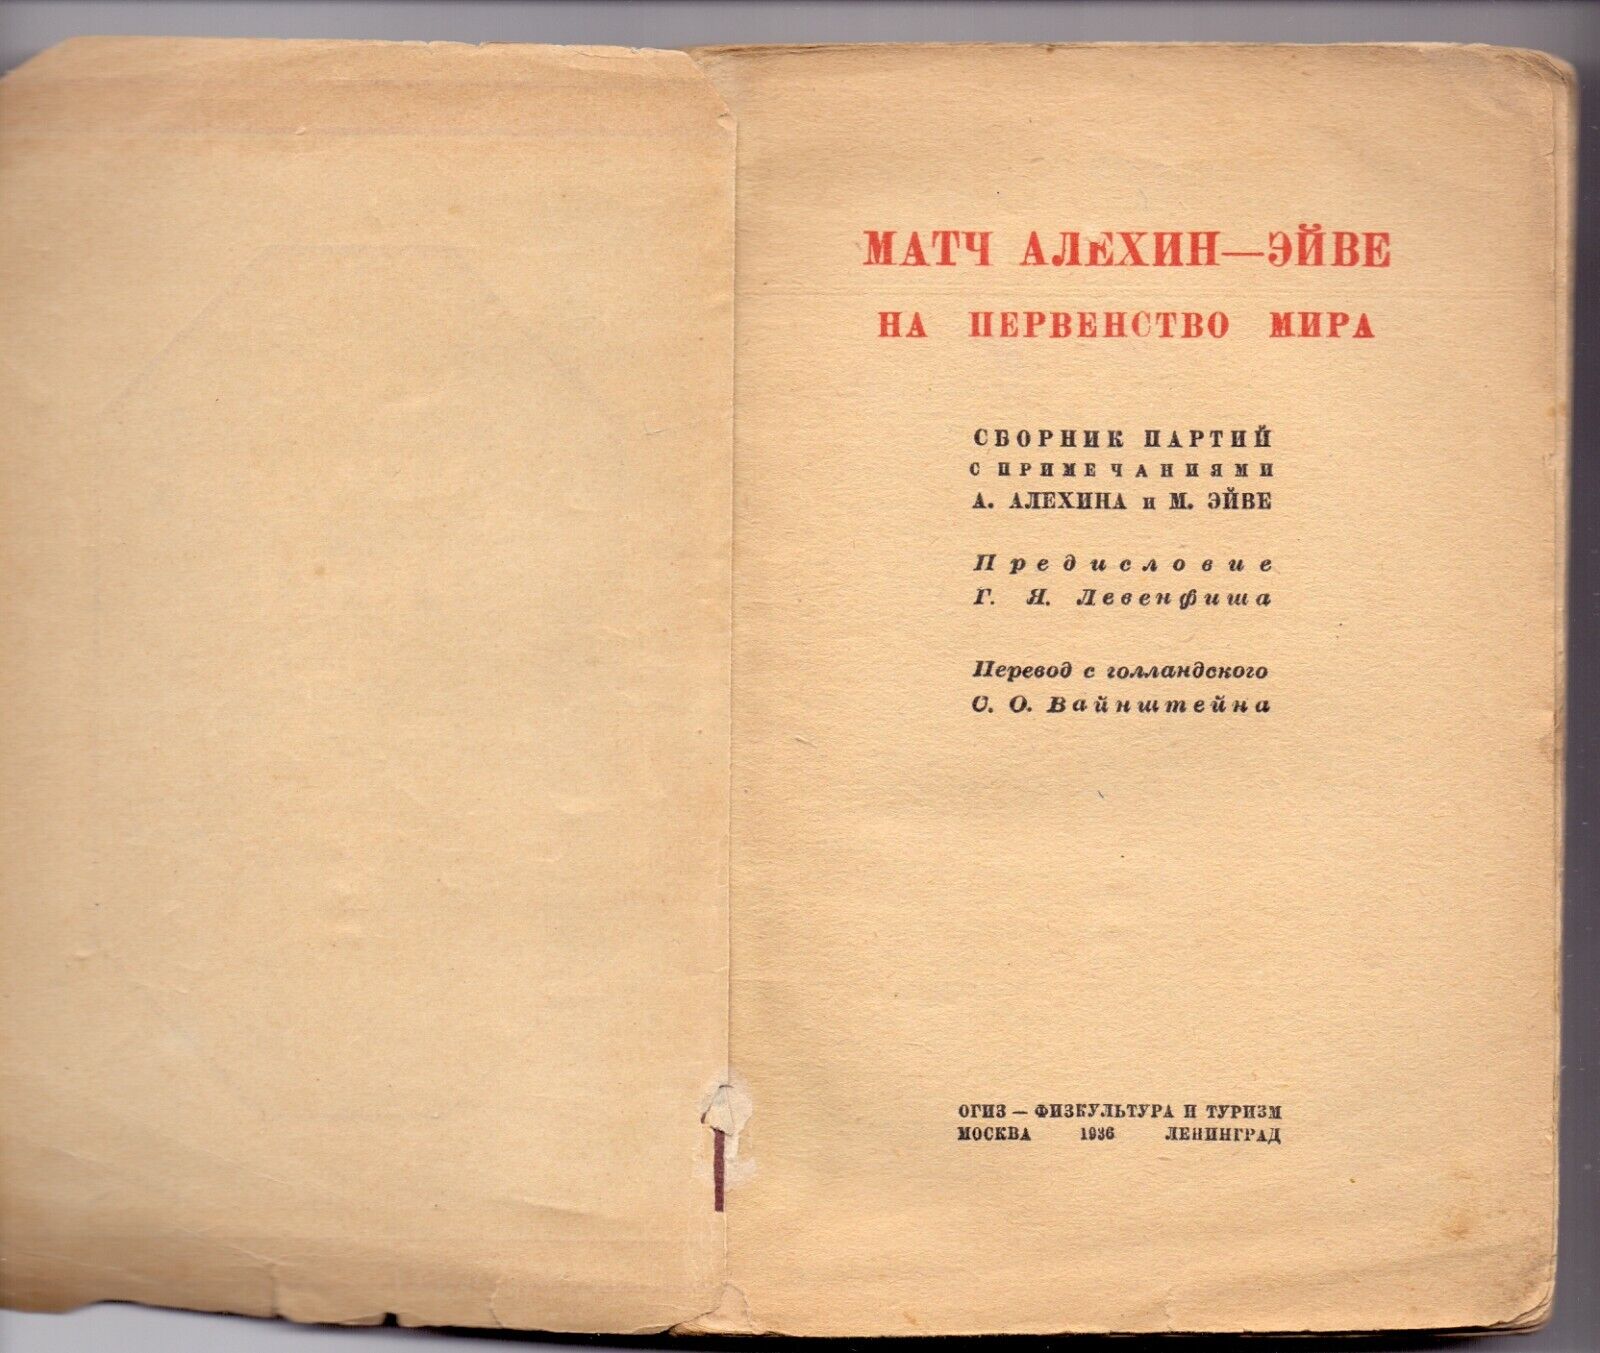 МАТЧ АЛЕХИН—ЭЙВЕ
НА ПЕРВЕНСТВО МИРА
СБОРНИК ПАРТИЙ
С ПРИМЕЧАНИЯМИ
А. АЛЕХИНА и М. ЭЙВЕ
Предисловие
Г. Я. Левенфиша
Перевод с голландского
С. О. Вайнштейна
ОГИЗ — ФИЗКУЛЬТУРА И ТУРИЗМ
МОСКВА 1936 ЛЕНИНГРАД